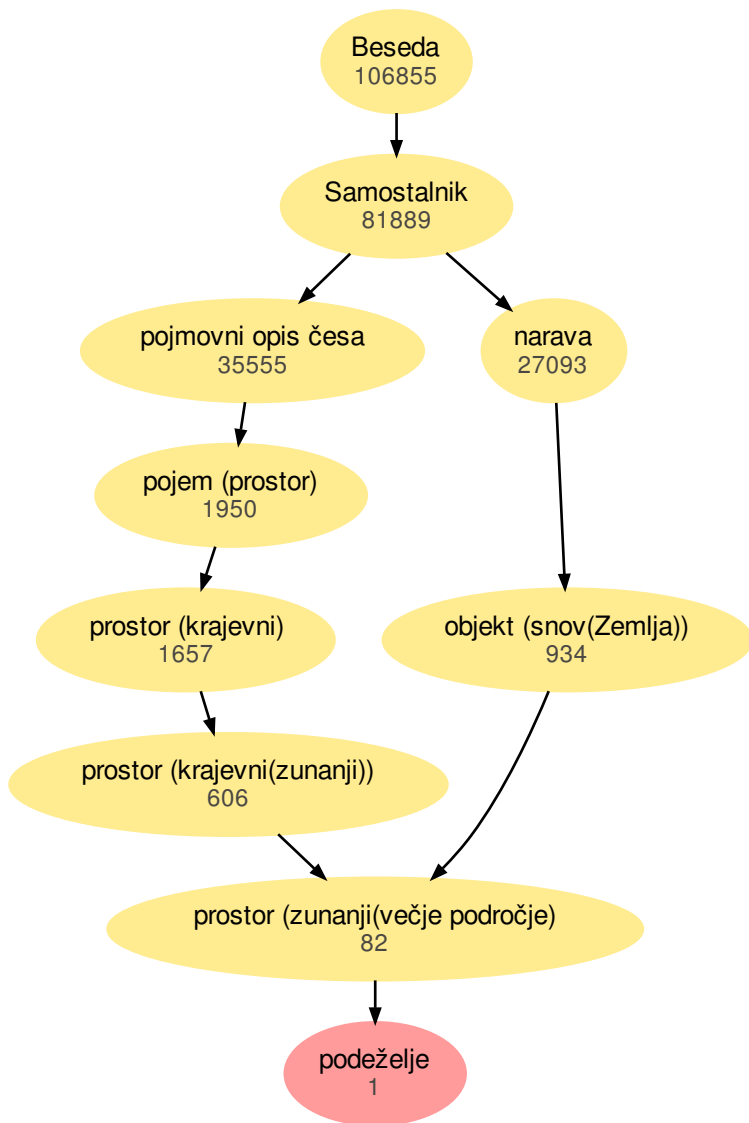 Beseda
106855
Samostalnik
81889
pojmovni opis česa
35555
narava
27093
pojem (prostor)
1950
prostor (krajevni)
1657
objekt (snov(Zemlja))
934
prostor (krajevni(zunanji))
606
prostor (zunanji(večje področje)
82
podeželje
1